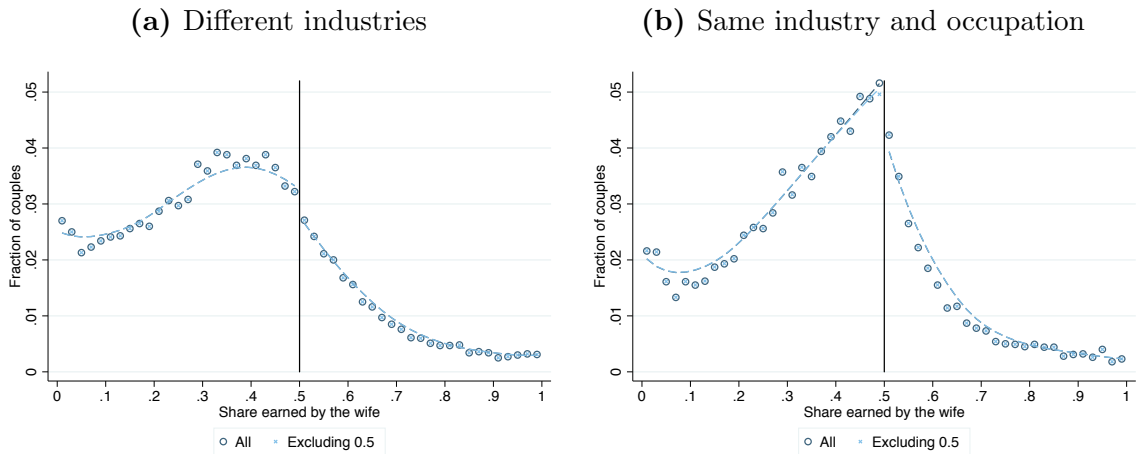 (a) Different industries
Fraction of couples
.05
.04
.03
.02
.01
0
0 .1 .2 .3 .4 .5 .6 .7 .8 .9 1
Share earned by the wife
All Excluding 0.5
(b) Same industry and occupation
Fraction of couples
.05
.04
.03
.02
.01
0
0 .1 .2 .3 .4 .5 .6 .7 .8 .9 1
Share earned by the wife
All Excluding 0.5